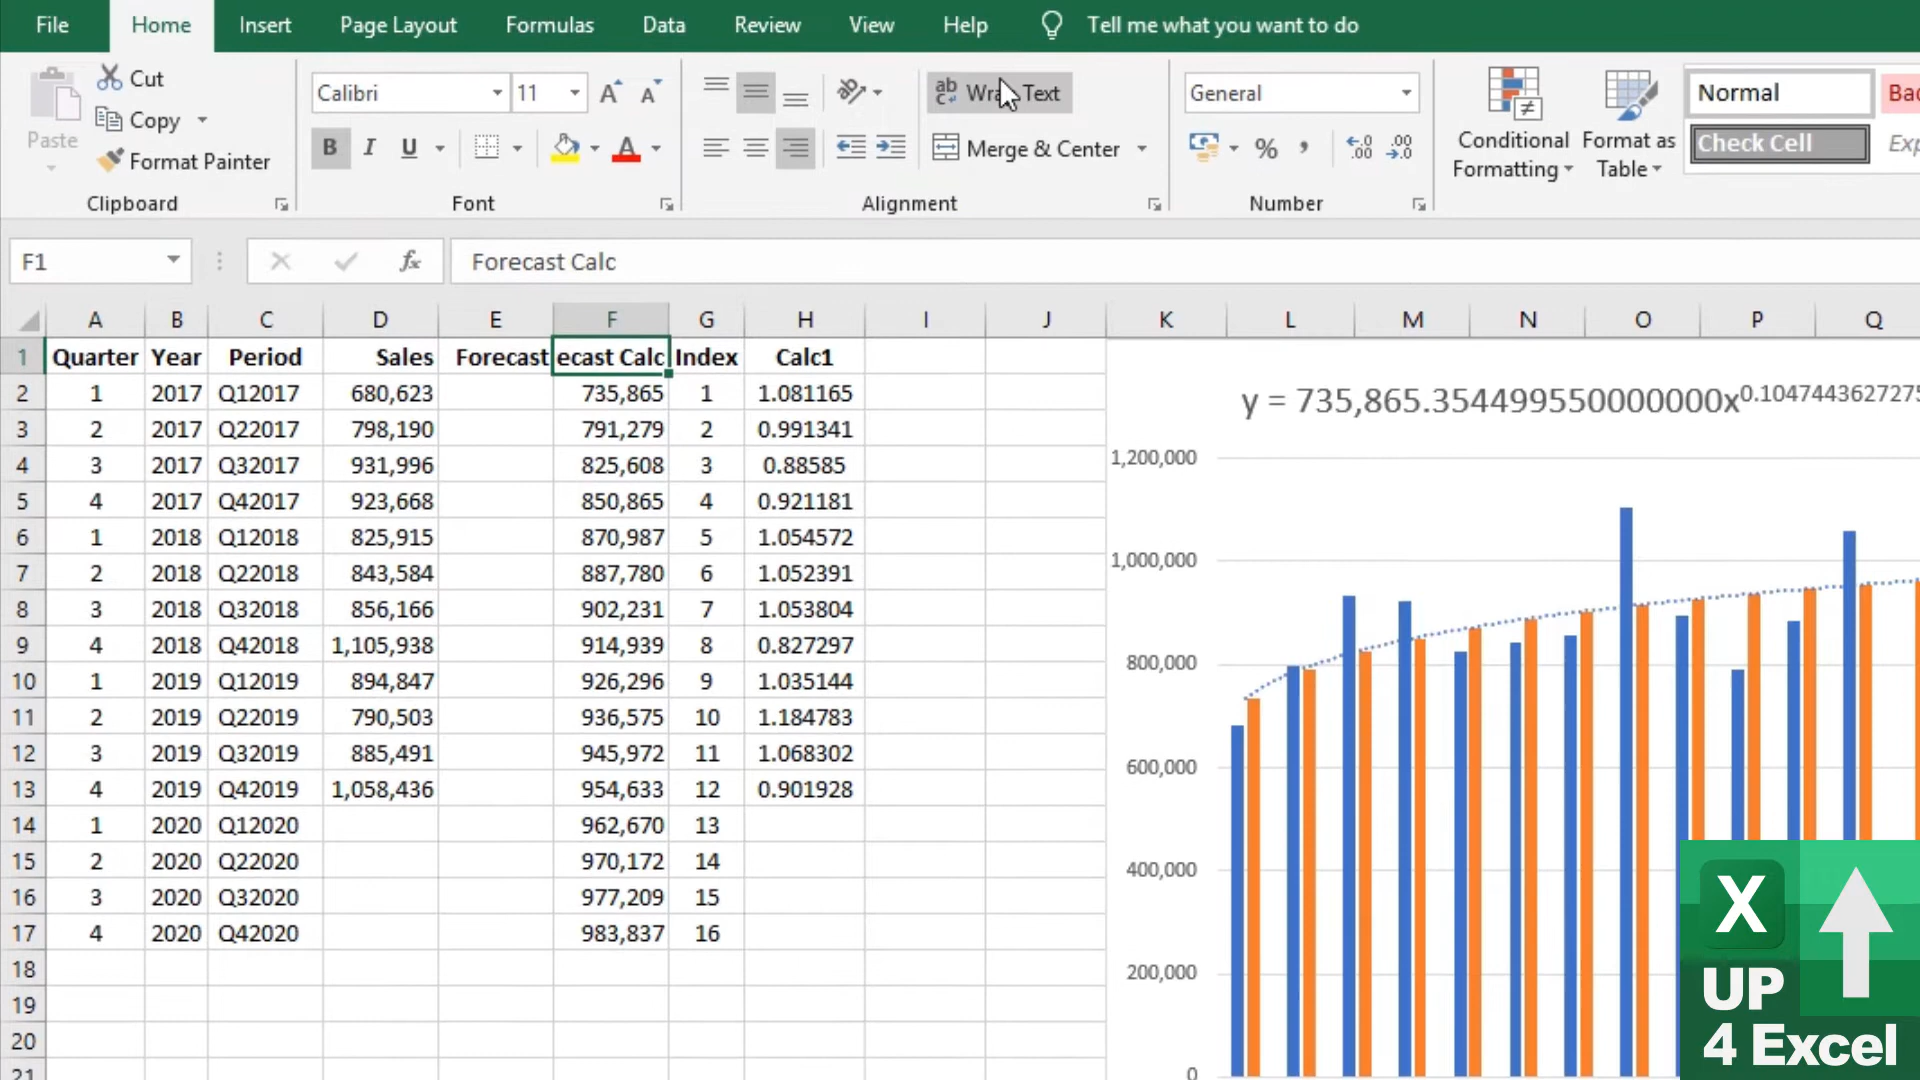 File Home Insert Page Layout Formulas Data Review View Help Tell me what you want to do
Cut
Copy
Paste
Format Painter
Clipboard
Calibri 11
B I U
Font
Wra Text
Merge & Center
Alignment
General
%
Number
Conditional Formatting
Format as Table
Normal
Check Cell
F1 fx Forecast Calc
A B C D E F G H I J K L M N O P Q
1 Quarter Year Period Sales Forecast ecast Calc Index Calc1
2 1 2017 Q12017 680,623 735,865 1 1.081165
3 2 2017 Q22017 798,190 791,279 2 0.991341
4 3 2017 Q32017 931,996 825,608 3 0.88585
5 4 2017 Q42017 923,668 850,865 4 0.921181
6 1 2018 Q12018 825,915 870,987 5 1.054572
7 2 2018 Q22018 843,584 887,780 6 1.052391
8 3 2018 Q32018 856,166 902,231 7 1.053804
9 4 2018 Q42018 1,105,938 914,939 8 0.827297
10 1 2019 Q12019 894,847 926,296 9 1.035144
11 2 2019 Q22019 790,503 936,575 10 1.184783
12 3 2019 Q32019 885,491 945,972 11 1.068302
13 4 2019 Q42019 1,058,436 954,633 12 0.901928
14 1 2020 Q12020 962,670 13
15 2 2020 Q22020 970,172 14
16 3 2020 Q32020 977,209 15
17 4 2020 Q42020 983,837 16
18
19
20
21
y = 735,865.354499550000000x^0.1047443627275
1,200,000
1,000,000
800,000
600,000
400,000
200,000
0
X
UP
4 Excel